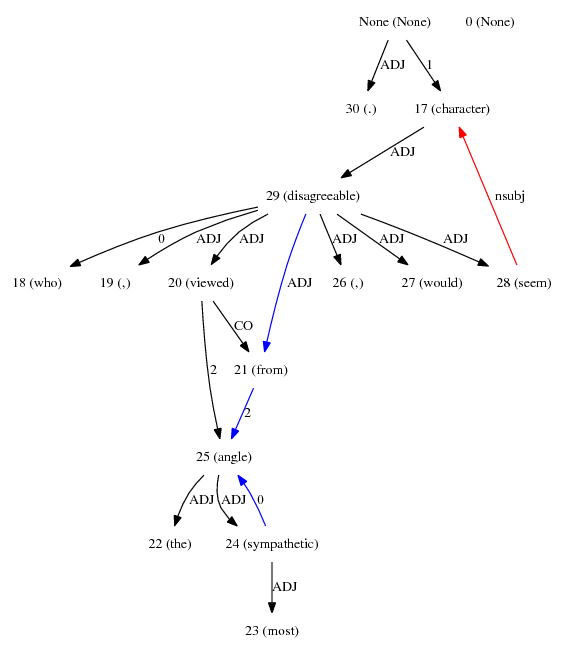 None (None) 0 (None)
ADJ 1
30 (.) 17 (character)
ADJ
29 (disagreeable) nsubj
0 ADJ ADJ ADJ ADJ ADJ
18 (who) 19 (,) 20 (viewed) ADJ 26 (,) 27 (would) 28 (seem)
CO
2 21 (from)
2
25 (angle)
ADJ ADJ 0
22 (the) 24 (sympathetic)
ADJ
23 (most)